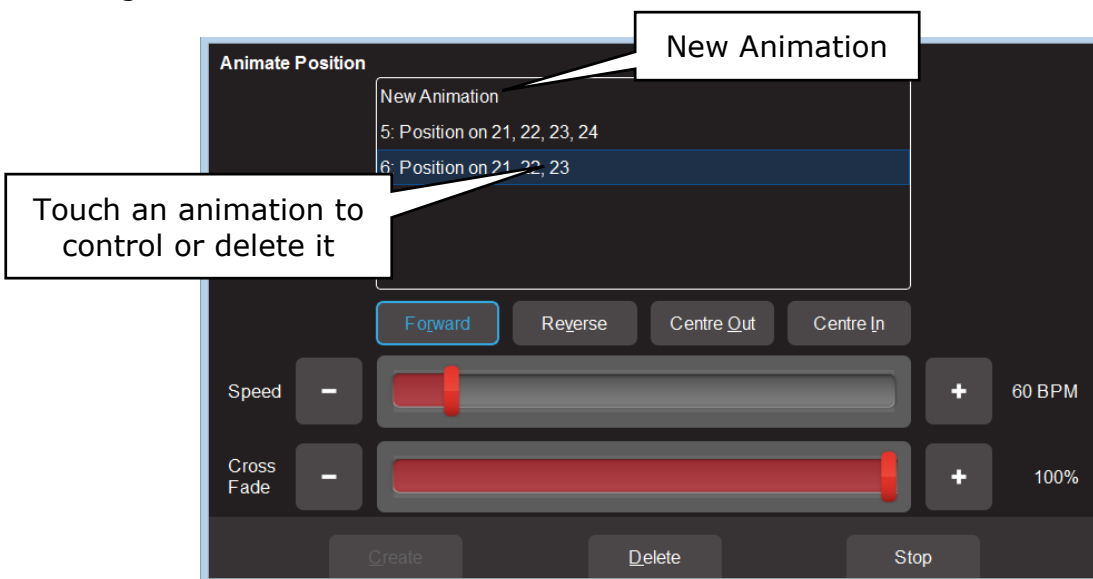 New Animation
Animate Position
New Animation
5: Position on 21, 22, 23, 24
6: Position on 21, 22, 23
Touch an animation to
control or delete it
Forward Reverse Centre Out Centre In
Speed - + 60 BPM
Cross
Fade - + 100%
Create Delete Stop